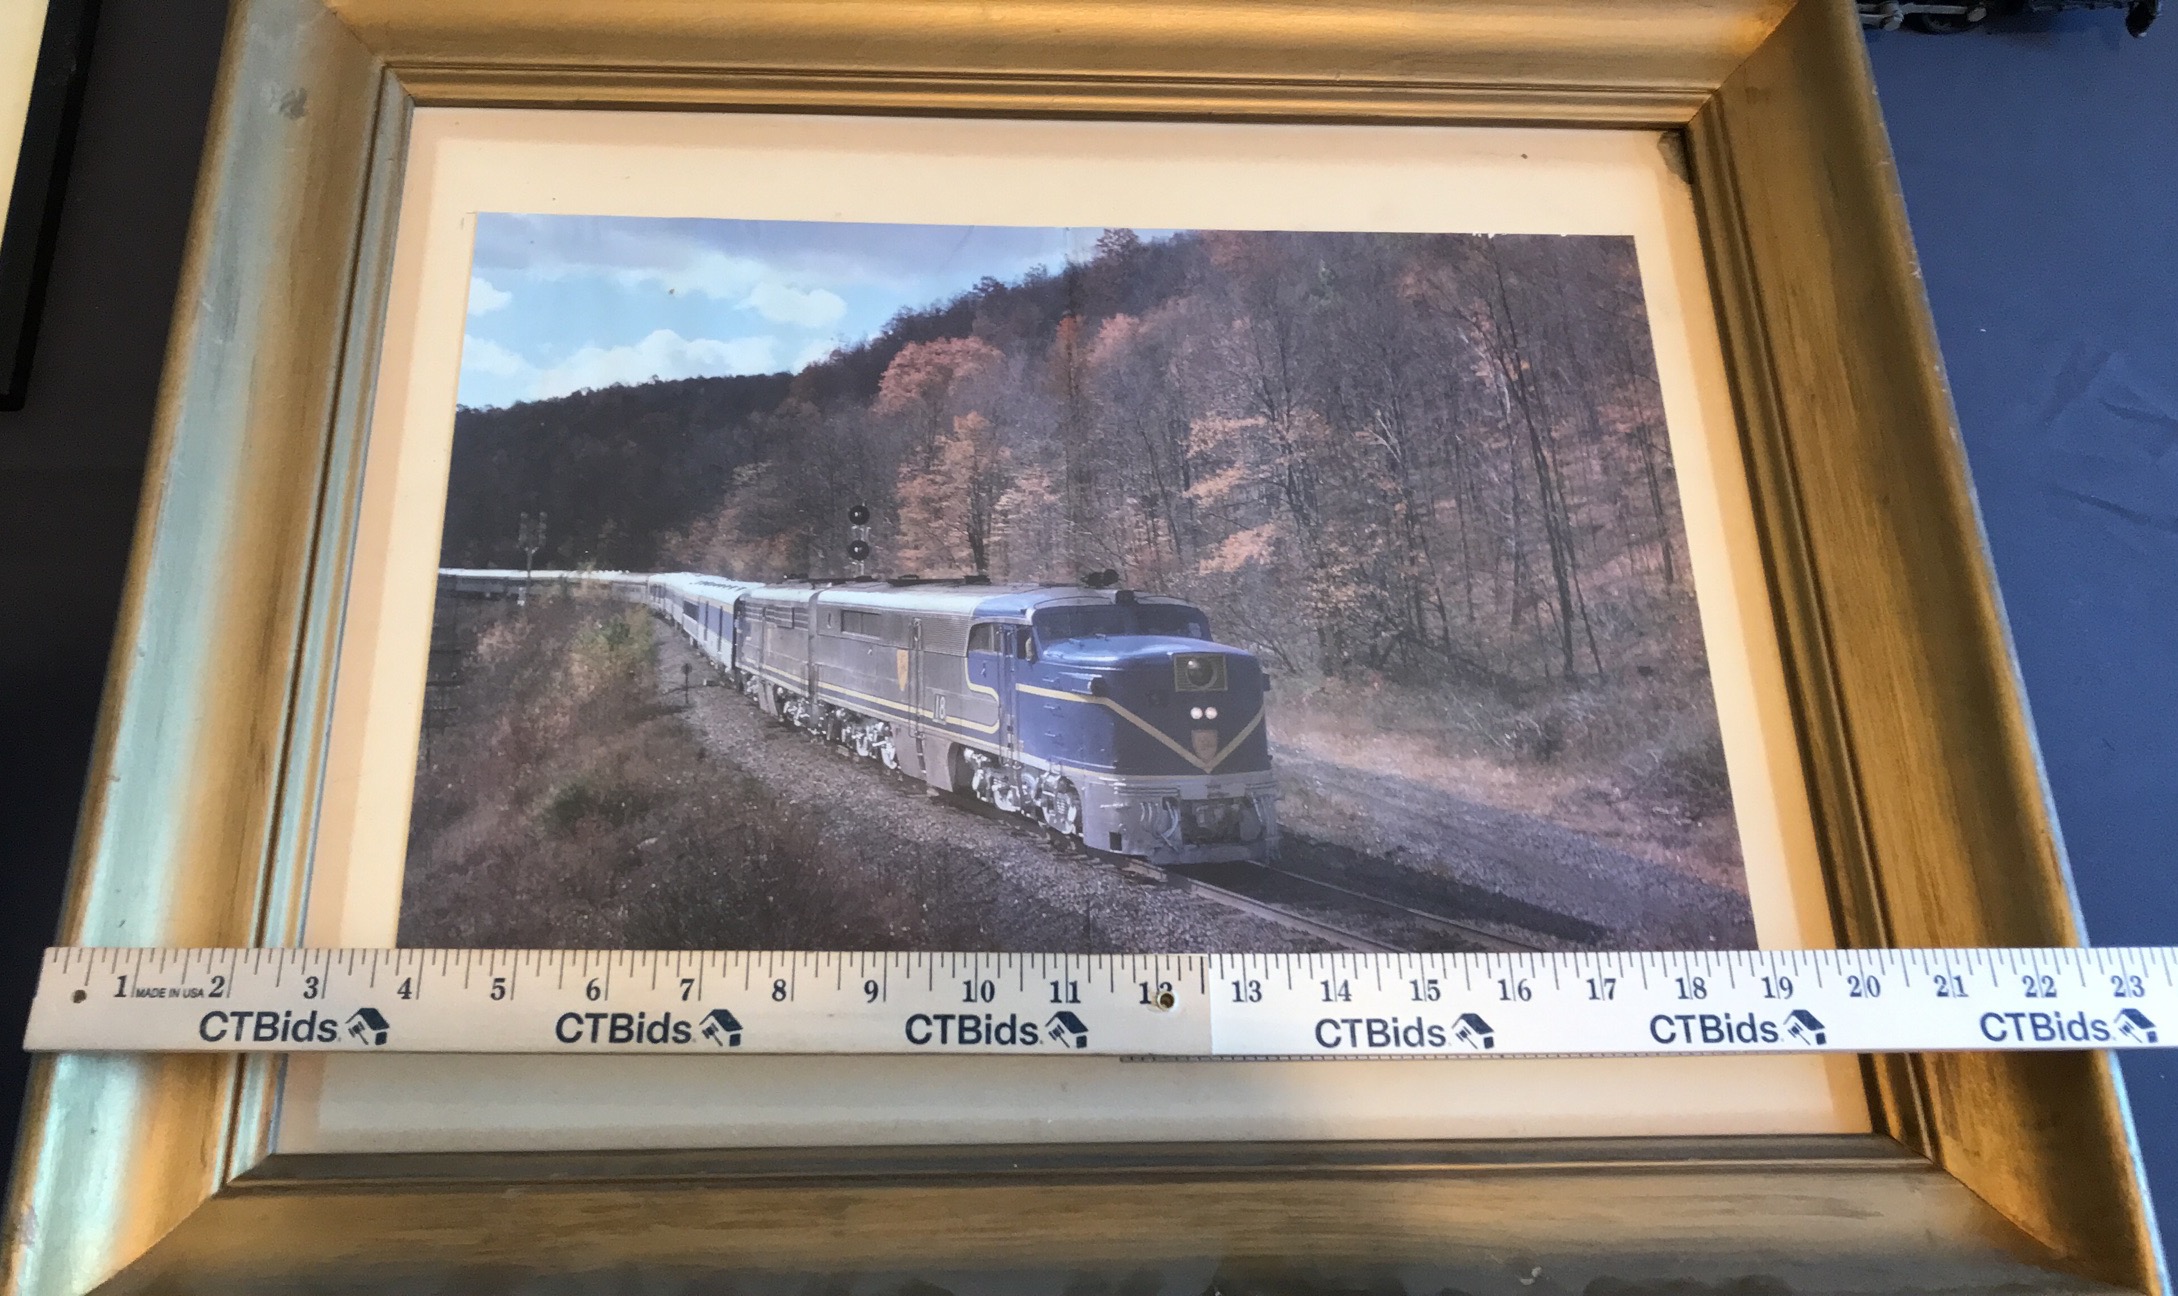 18
1 2 3 4 5 6 7 8 9 10 11 12 13 14 15 16 17 18 19 20 21 22 23
MADE IN USA
CTBids. CTBids. CTBids. CTBids. CTBids. CTBids.